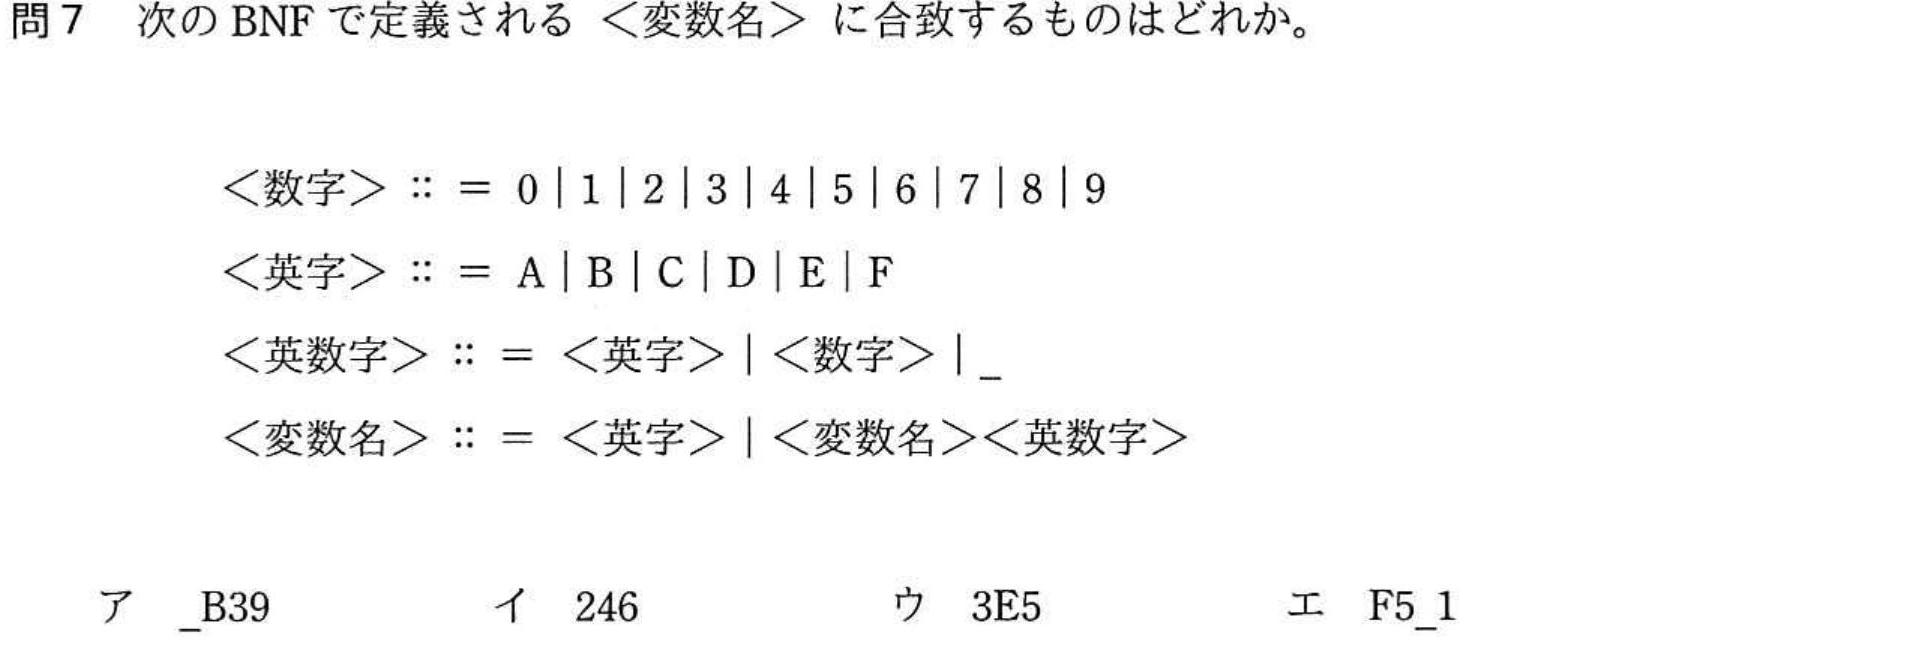 問7 次の BNF で定義される <変数名> に合致するものはどれか。
<数字> :: = 0 | 1 | 2 | 3 | 4 | 5 | 6 | 7 | 8 | 9
<英字> :: = A | B | C | D | E | F
<英数字> :: = <英字> | <数字> | _
<変数名> :: = <英字> | <変数名><英数字>
ア _B39 イ 246 ウ 3E5 エ F5_1